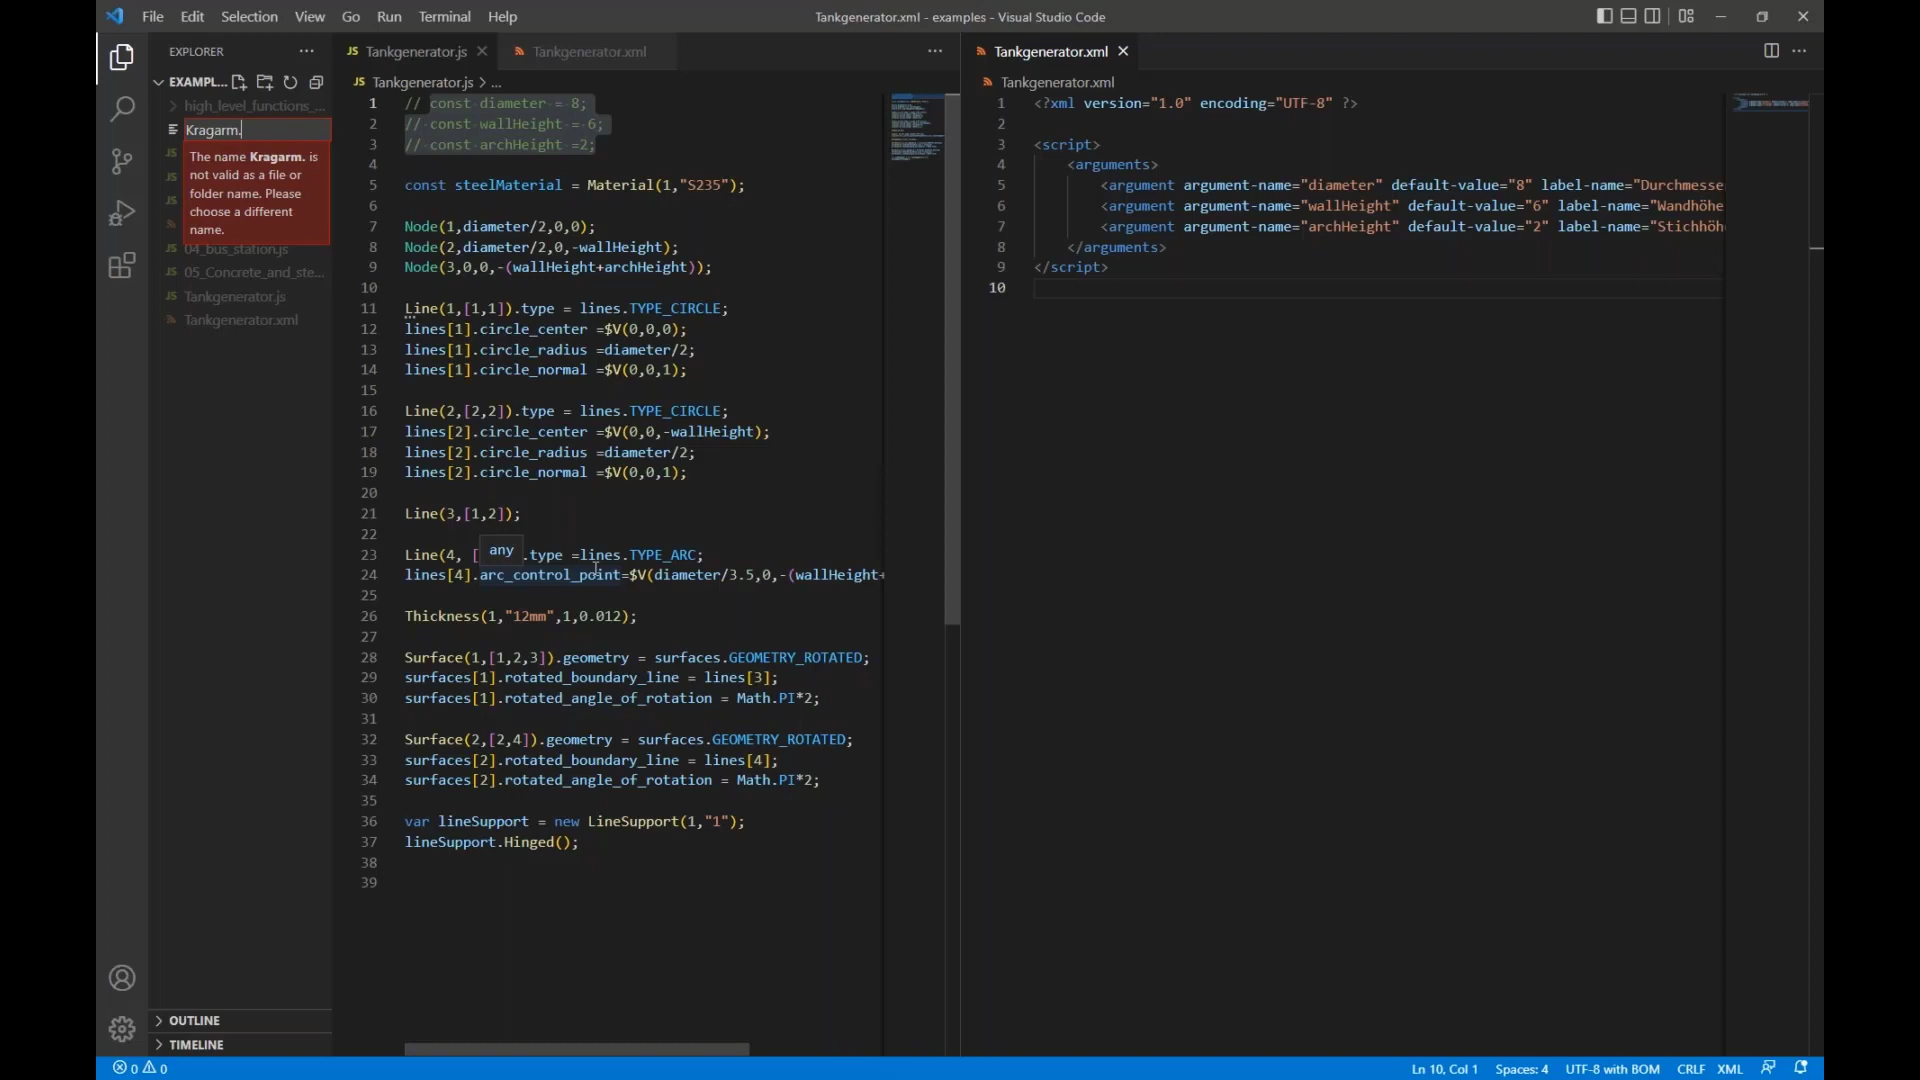 File Edit Selection View Go Run Terminal Help
Tankgenerator.xml - examples - Visual Studio Code
EXPLORER
EXAMPL...
high_level_functions_...
Kragarm.
The name Kragarm. is
not valid as a file or
folder name. Please
choose a different
name.
04_bus_station.js
05_Concrete_and_ste...
Tankgenerator.js
Tankgenerator.xml
OUTLINE
TIMELINE
JS Tankgenerator.js
Tankgenerator.xml
JS Tankgenerator.js > ...
1 // const diameter = 8;
2 // const wallHeight = 6;
3 // const archHeight =2;
4
5 const steelMaterial = Material(1,"S235");
6
7 Node(1,diameter/2,0,0);
8 Node(2,diameter/2,0,-wallHeight);
9 Node(3,0,0,-(wallHeight+archHeight));
10
11 Line(1,[1,1]).type = lines.TYPE_CIRCLE;
12 lines[1].circle_center =$V(0,0,0);
13 lines[1].circle_radius =diameter/2;
14 lines[1].circle_normal =$V(0,0,1);
15
16 Line(2,[2,2]).type = lines.TYPE_CIRCLE;
17 lines[2].circle_center =$V(0,0,-wallHeight);
18 lines[2].circle_radius =diameter/2;
19 lines[2].circle_normal =$V(0,0,1);
20
21 Line(3,[1,2]);
22
any
23 Line(4, [ .type =lines.TYPE_ARC;
24 lines[4].arc_control_point=$V(diameter/3.5,0,-(wallHeight+
25
26 Thickness(1,"12mm",1,0.012);
27
28 Surface(1,[1,2,3]).geometry = surfaces.GEOMETRY_ROTATED;
29 surfaces[1].rotated_boundary_line = lines[3];
30 surfaces[1].rotated_angle_of_rotation = Math.PI*2;
31
32 Surface(2,[2,4]).geometry = surfaces.GEOMETRY_ROTATED;
33 surfaces[2].rotated_boundary_line = lines[4];
34 surfaces[2].rotated_angle_of_rotation = Math.PI*2;
35
36 var lineSupport = new LineSupport(1,"1");
37 lineSupport.Hinged();
38
39
Tankgenerator.xml
Tankgenerator.xml
1 <?xml version="1.0" encoding="UTF-8" ?>
2
3 <script>
4 <arguments>
5 <argument argument-name="diameter" default-value="8" label-name="Durchmesse
6 <argument argument-name="wallHeight" default-value="6" label-name="Wandhöhe
7 <argument argument-name="archHeight" default-value="2" label-name="Stichhöh
8 </arguments>
9 </script>
10
0 0
Ln 10, Col 1 Spaces: 4 UTF-8 with BOM CRLF XML